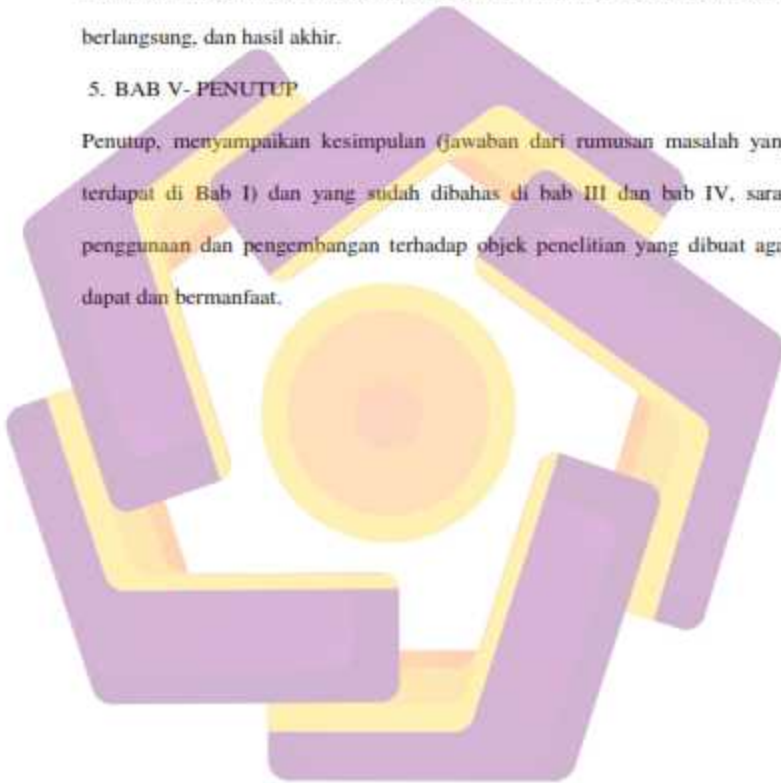 berlangsung, dan hasil akhir.
5. BAB V- PENUTUP
Penutup, menyampaikan kesimpulan (jawaban dari rumusan masalah yan
terdapat di Bab I) dan yang sudah dibahas di bab III dan bab IV, sara
penggunaan dan pengembangan terhadap objek penelitian yang dibuat aga
dapat dan bermanfaat.